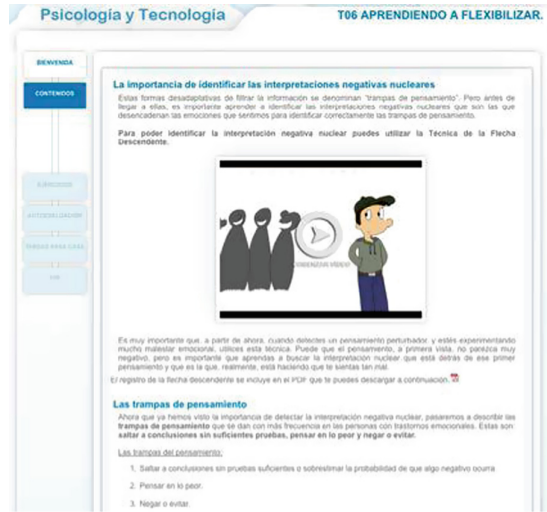 Psicología y Tecnología
T06 APRENDIENDO A FLEXIBILIZAR.
BIENVENIDA
CONTENIDOS
EJERCICIOS
AUTOEVALUACIÓN
TAREAS PARA CASA
FIN
La importancia de identificar las interpretaciones negativas nucleares
Estas formas desadaptativas de filtrar la información se denominan "trampas de pensamiento". Pero antes de
llegar a ellas, es importante aprender a identificar las interpretaciones negativas nucleares que son las que
desencadenan las emociones que sentimos para identificar correctamente las trampas de pensamiento.
Para poder identificar la interpretación negativa nuclear puedes utilizar la Técnica de la Flecha
Descendente.
COMENZAR VÍDEO
Es muy importante que, a partir de ahora, cuando detectes un pensamiento perturbador y estés experimentando
mucho malestar emocional, utilices esta técnica. Puede que el pensamiento, a primera vista, no parezca muy
negativo, pero es importante que aprendas a buscar la interpretación nuclear que está detrás de ese primer
pensamiento y que es la que, realmente, está haciendo que te sientas tan mal.
El registro de la flecha descendente se incluye en el PDF que te puedes descargar a continuación.
Las trampas de pensamiento
Ahora que ya hemos visto la importancia de detectar la interpretación negativa nuclear, pasaremos a describir las
trampas de pensamiento que se dan con más frecuencia en las personas con trastornos emocionales. Estas son:
saltar a conclusiones sin suficientes pruebas, pensar en lo peor y negar o evitar.
Las trampas del pensamiento:
1. Saltar a conclusiones sin pruebas suficientes o sobrestimar la probabilidad de que algo negativo ocurra
2. Pensar en lo peor.
3. Negar o evitar.